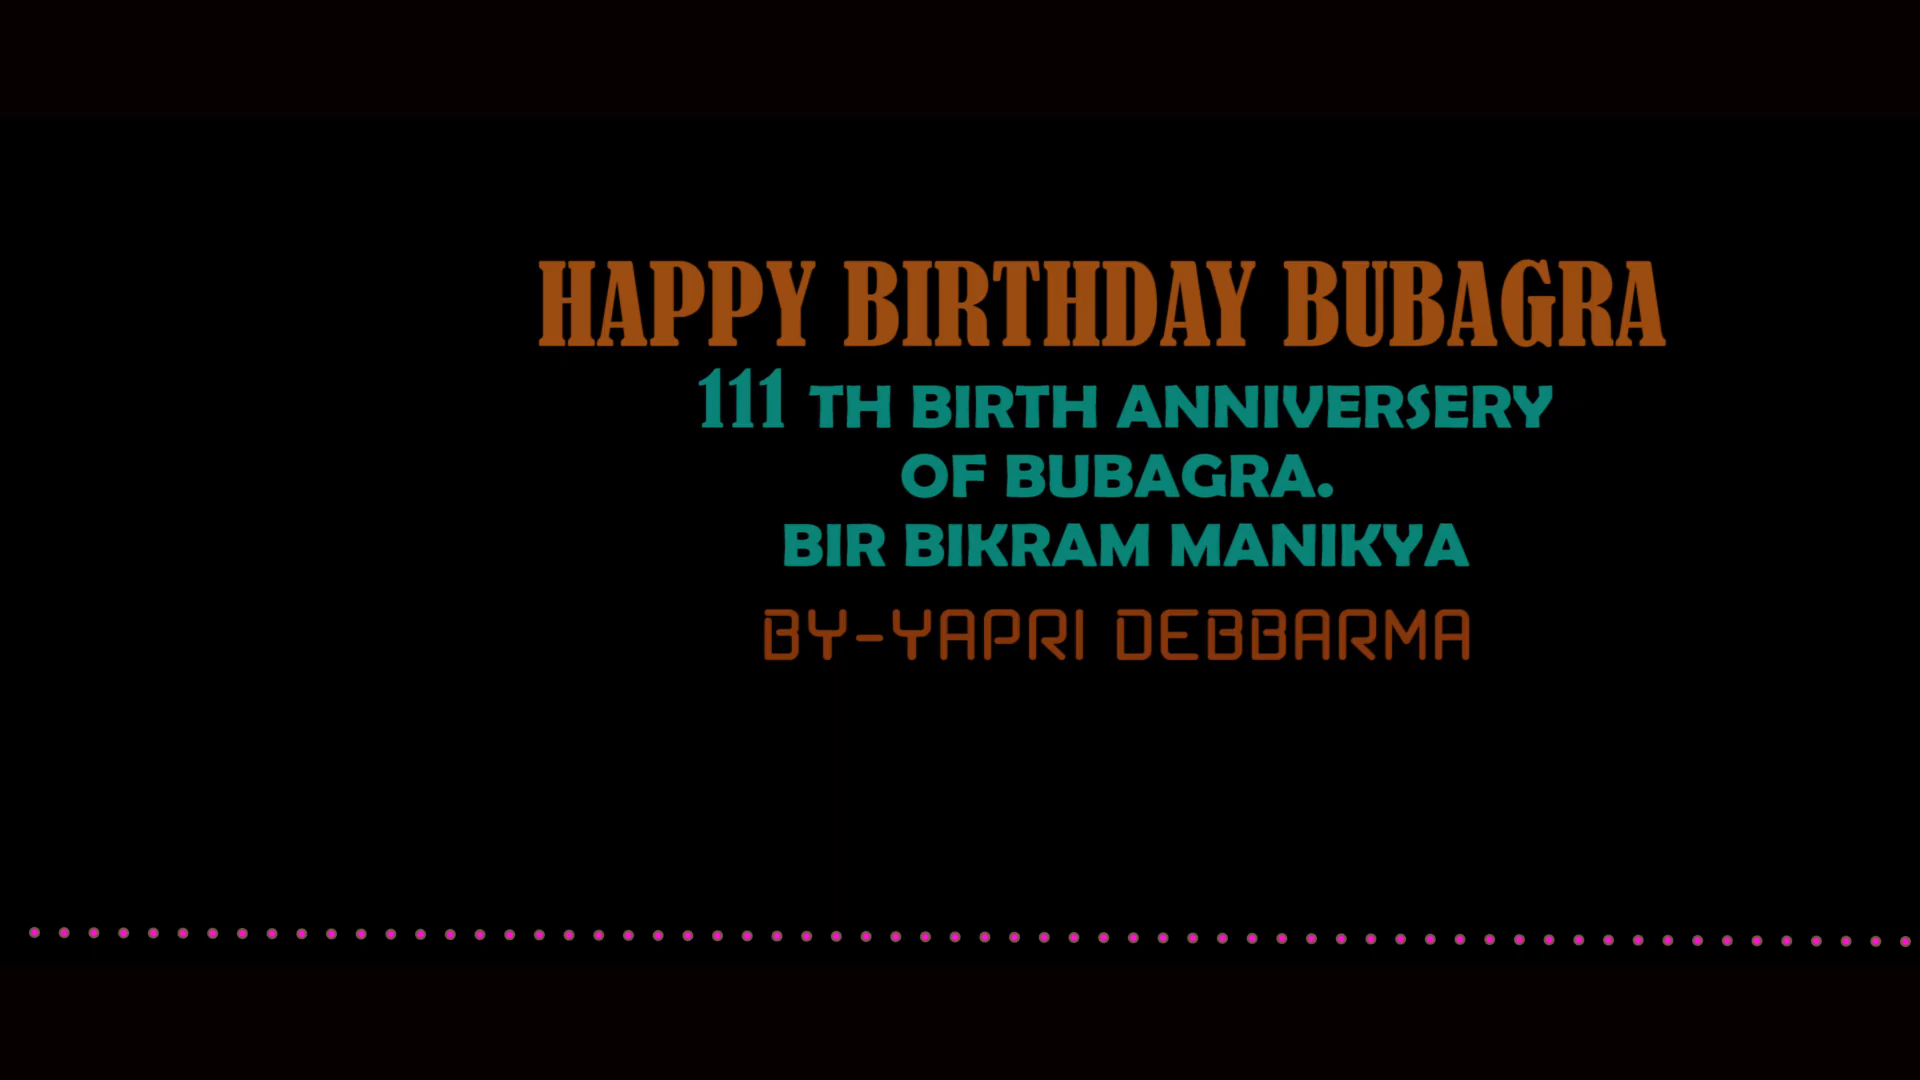 HAPPY BIRTHDAY BUBAGRA
111 TH BIRTH ANNIVERSERY
OF BUBAGRA.
BIR BIKRAM MANIKYA
BY-YAPRI DEBBARMA